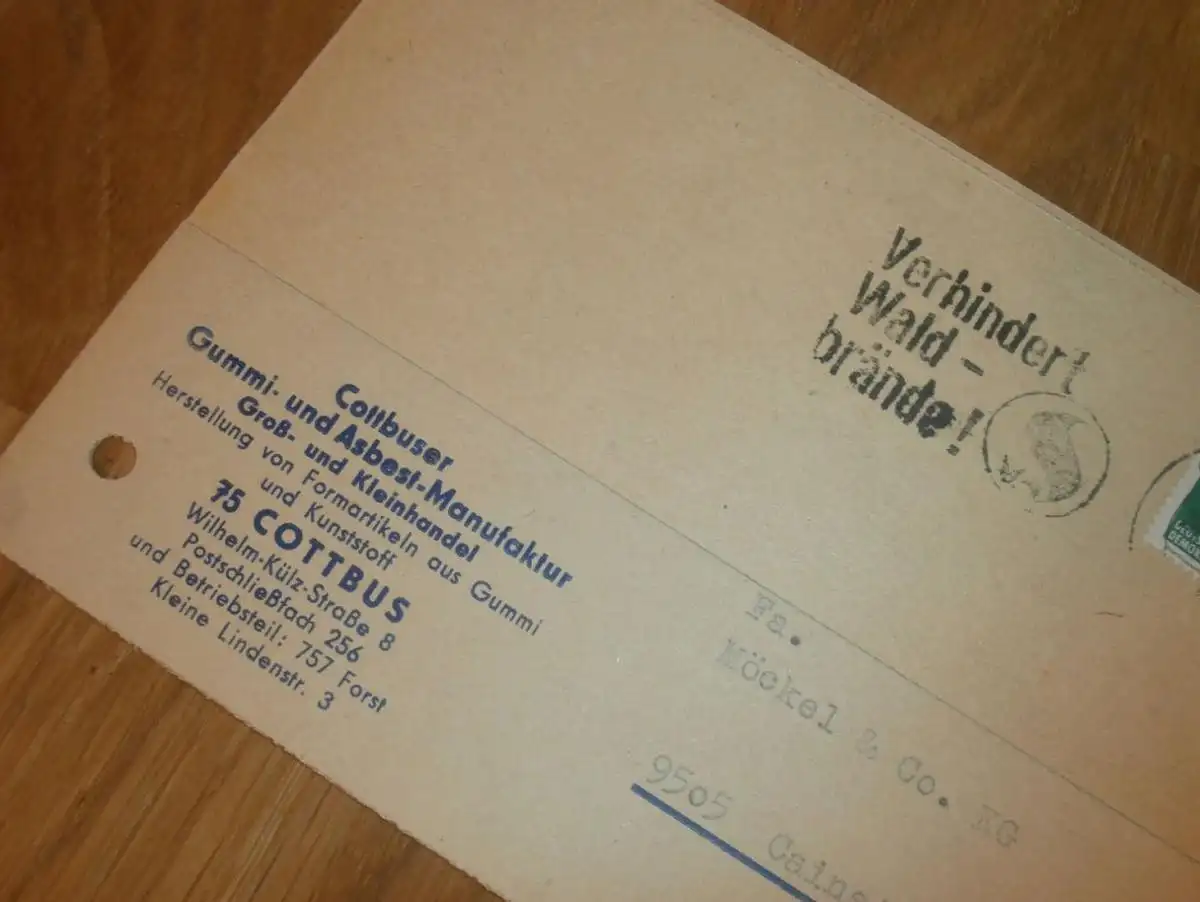 Verhindert
Wald-
brände!
Cottbuser
Gummi- und Asbest-Manufaktur
Groß- und Kleinhandel
Herstellung von Formartikeln aus Gummi
und Kunststoff
75 COTTBUS
Wilhelm-Külz-Straße 8
Postschließfach 256
und Betriebsteil: 757 Forst
Kleine Lindenstr. 3
Fa.
Möckel & Co. KG
9505